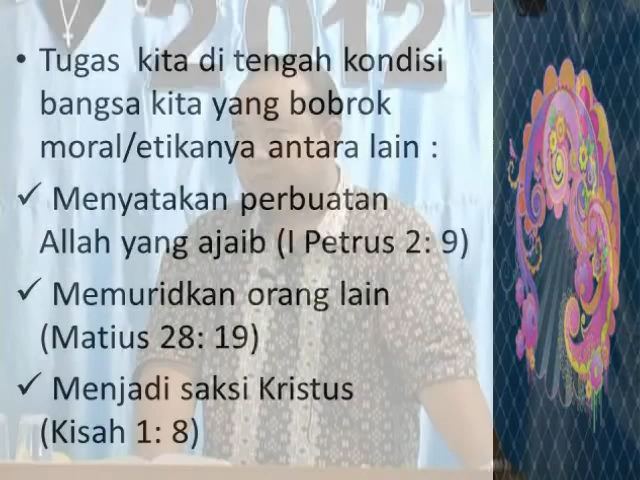 2012
• Tugas kita di tengah kondisi
bangsa kita yang bobrok
moral/etikanya antara lain :
✓ Menyatakan perbuatan
Allah yang ajaib (I Petrus 2: 9)
✓ Memuridkan orang lain
(Matius 28: 19)
✓ Menjadi saksi Kristus
(Kisah 1: 8)